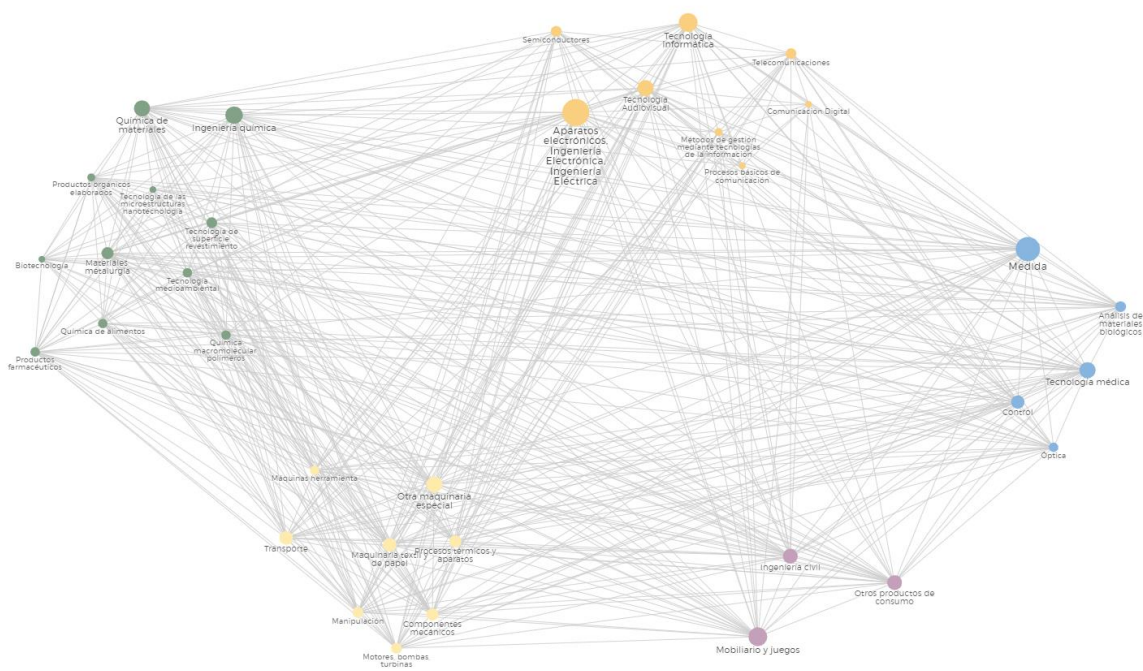 Semiconductores
Tecnología
Informática
Telecomunicaciones
Tecnología
Audiovisual
Comunicación Digital
Aparatos
electrónicos,
Ingeniería
Electrónica,
Ingeniería
Eléctrica
Métodos de gestión
mediante tecnologías
de la información
Procesos básicos de
comunicación
Química de
materiales
Ingeniería química
Productos orgánicos
elaborados
Tecnología de las
microestructuras
nanotecnología
Tecnología de
superficie
revestimiento
Biotecnología
Materiales
metalurgia
Tecnología
medioambiental
Química de alimentos
Química
macromolecular
polímeros
Productos
farmacéuticos
Medida
Análisis de
materiales
biológicos
Tecnología médica
Control
Óptica
Máquinas herramienta
Otra maquinaria
especial
Transporte
Maquinaria textil y
de papel
Procesos térmicos y
aparatos
Manipulación
Componentes
mecánicos
Motores, bombas,
turbinas
Ingeniería civil
Otros productos de
consumo
Mobiliario y juegos